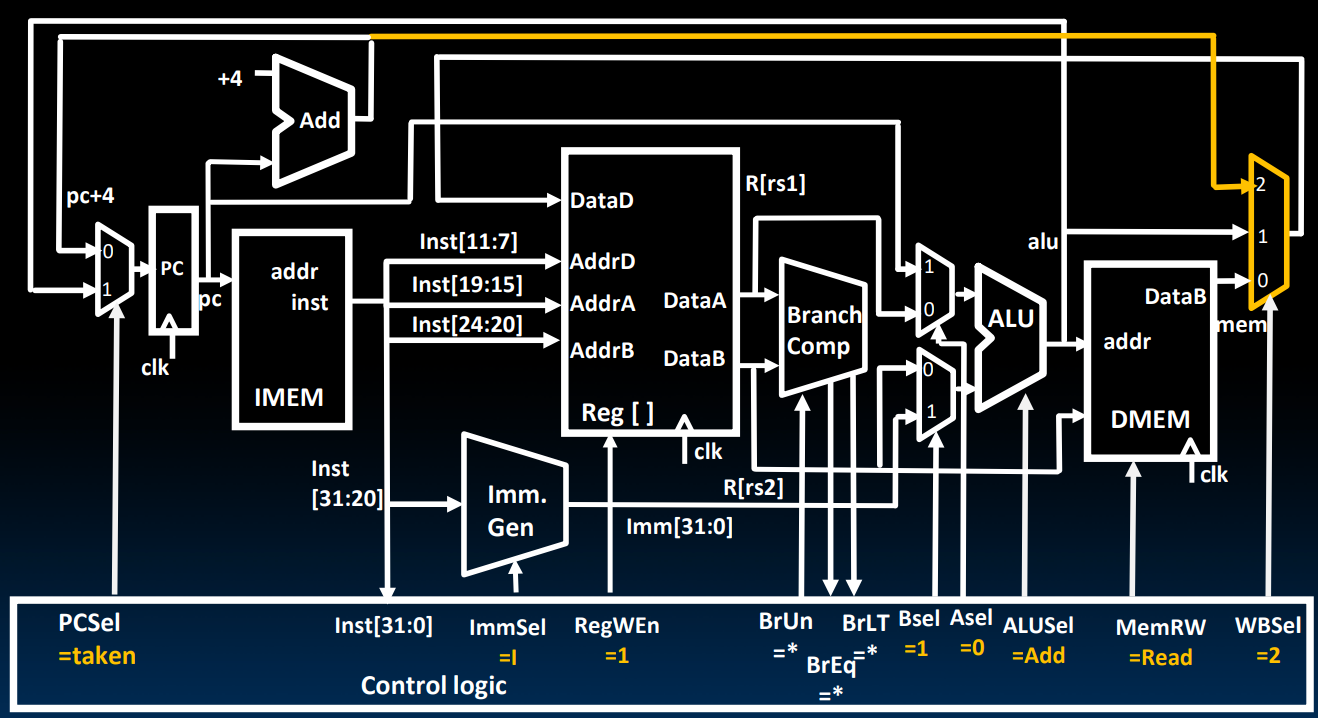 +4
Add
pc+4
0
1
PC
pc
clk
addr
inst
IMEM
Inst[11:7]
Inst[19:15]
Inst[24:20]
DataD
AddrD
AddrA
AddrB
DataA
DataB
Reg [ ]
clk
R[rs1]
R[rs2]
Branch
Comp
1
0
0
1
ALU
alu
DataB
addr
DMEM
clk
mem
2
1
0
Inst
[31:20]
Imm.
Gen
Imm[31:0]
PCSel
=taken
Inst[31:0]
ImmSel
=I
RegWEn
=1
BrUn
=*
BrEq
=*
BrLT
=*
Bsel
=1
Asel
=0
ALUSel
=Add
MemRW
=Read
WBSel
=2
Control logic